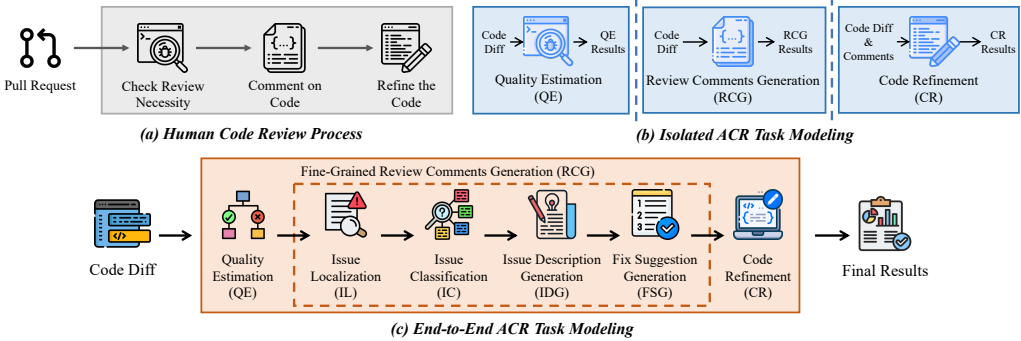 Pull Request
Check Review
Necessity
Comment on
Code
Refine the
Code
(a) Human Code Review Process
Code
Diff
QE
Results
Quality Estimation
(QE)
Code
Diff
{...}
RCG
Results
Review Comments Generation
(RCG)
Code Diff
&
Comments
CR
Results
Code Refinement
(CR)
(b) Isolated ACR Task Modeling
Fine-Grained Review Comments Generation (RCG)
Code Diff
Quality
Estimation
(QE)
Issue
Localization
(IL)
Issue
Classification
(IC)
Issue Description
Generation
(IDG)
1
2
3
Fix Suggestion
Generation
(FSG)
Code
Refinement
(CR)
Final Results
(c) End-to-End ACR Task Modeling